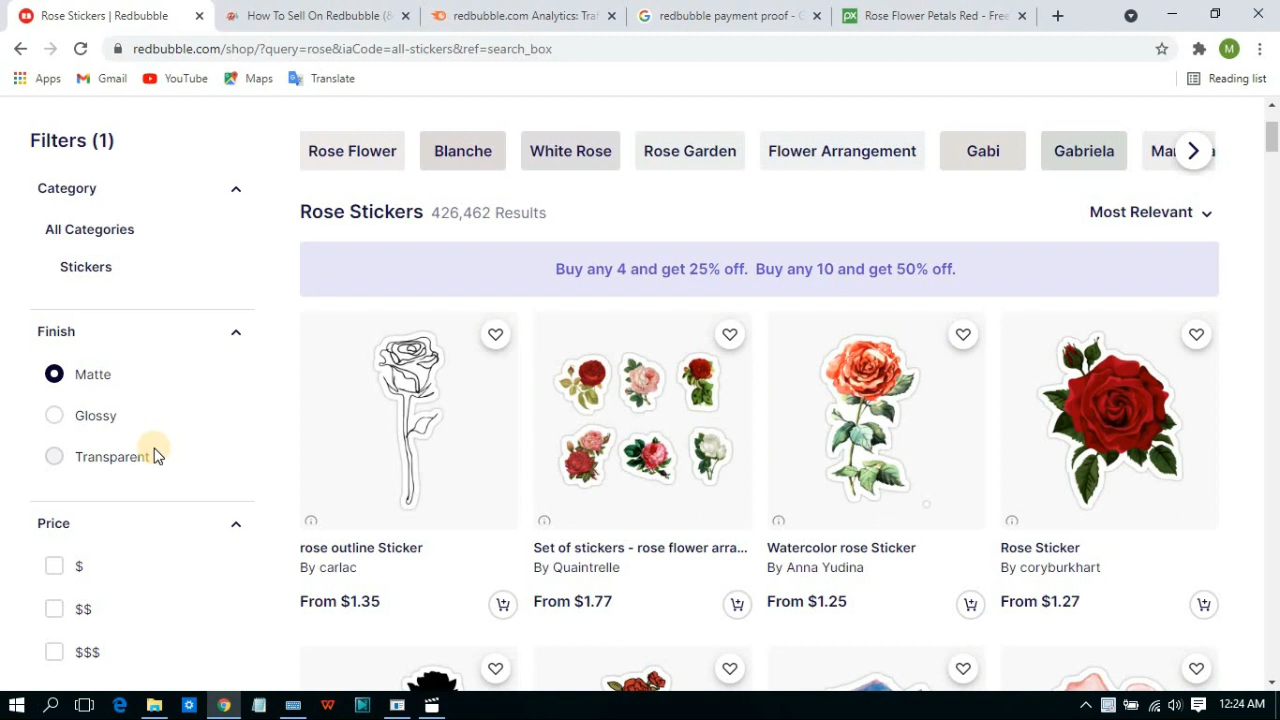 Rose Stickers | Redbubble
How To Sell On Redbubble (8
redbubble.com Analytics: Traf
redbubble payment proof - G
Rose Flower Petals Red - Free
redbubble.com/shop/?query=rose&iaCode=all-stickers&ref=search_box
M
Apps Gmail YouTube Maps Translate Reading list
Filters (1)
Rose Flower Blanche White Rose Rose Garden Flower Arrangement Gabi Gabriela
Category
All Categories
Stickers
Rose Stickers 426,462 Results Most Relevant
Buy any 4 and get 25% off. Buy any 10 and get 50% off.
Finish
Matte
Glossy
Transparent
Price
$
$$
$$$
rose outline Sticker
By carlac
From $1.35
Set of stickers - rose flower arra...
By Quaintrelle
From $1.77
Watercolor rose Sticker
By Anna Yudina
From $1.25
Rose Sticker
By coryburkhart
From $1.27
12:24 AM